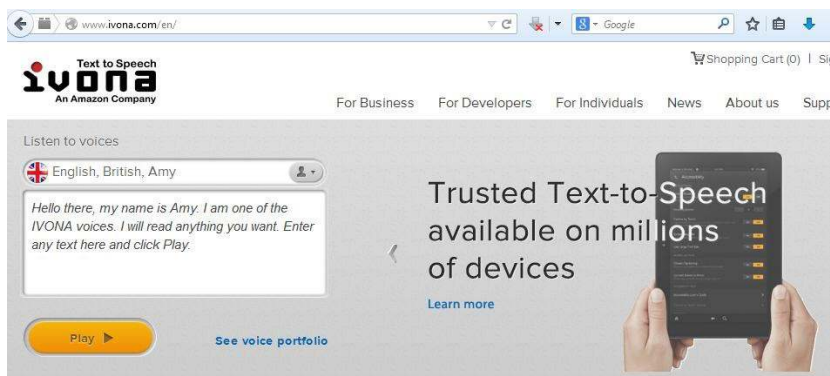 www.ivona.com/en/
Google
Shopping Cart (0) | Si
Text to Speech
ivona
An Amazon Company
For Business For Developers For Individuals News About us Supp
Listen to voices
English, British, Amy
Hello there, my name is Amy. I am one of the
IVONA voices. I will read anything you want. Enter
any text here and click Play.
Trusted Text-to-Speech
available on millions
of devices
Learn more
Play
See voice portfolio